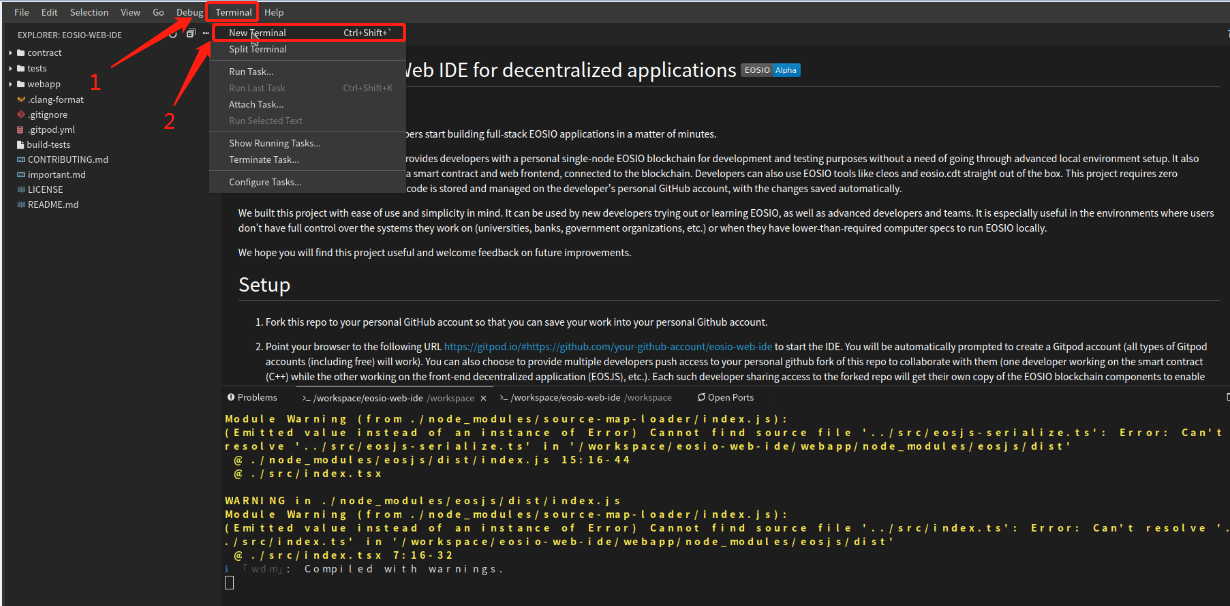 File Edit Selection View Go Debug Terminal Help
EXPLORER: EOSIO-WEB-IDE
contract
tests
webapp
.clang-format
.gitignore
.gitpod.yml
build-tests
CONTRIBUTING.md
important.md
LICENSE
README.md
1
2
New Terminal Ctrl+Shift+`
Split Terminal
Run Task...
Run Last Task Ctrl+Shift+K
Attach Task...
Run Selected Text
Show Running Tasks...
Terminate Task...
Configure Tasks...
Web IDE for decentralized applications EOSIO Alpha
pers start building full-stack EOSIO applications in a matter of minutes.
rovides developers with a personal single-node EOSIO blockchain for development and testing purposes without a need of going through advanced local environment setup. It also
a smart contract and web frontend, connected to the blockchain. Developers can also use EOSIO tools like cleos and eosio.cdt straight out of the box. This project requires zero
code is stored and managed on the developer's personal GitHub account, with the changes saved automatically.
We built this project with ease of use and simplicity in mind. It can be used by new developers trying out or learning EOSIO, as well as advanced developers and teams. It is especially useful in the environments where users
don't have full control over the systems they work on (universities, banks, government organizations, etc.) or when they have lower-than-required computer specs to run EOSIO locally.
We hope you will find this project useful and welcome feedback on future improvements.
Setup
1. Fork this repo to your personal GitHub account so that you can save your work into your personal Github account.
2. Point your browser to the following URL https://gitpod.io/#https://github.com/your-github-account/eosio-web-ide to start the IDE. You will be automatically prompted to create a Gitpod account (all types of Gitpod
accounts (including free) will work). You can also choose to provide multiple developers push access to your personal github fork of this repo to collaborate with them (one developer working on the smart contract
(C++) while the other working on the front-end decentralized application (EOSJS), etc.). Each such developer sharing access to the forked repo will get their own copy of the EOSIO blockchain components to enable
Problems >_ /workspace/eosio-web-ide /workspace × >_ /workspace/eosio-web-ide /workspace Open Ports
Module Warning (from ./node_modules/source-map-loader/index.js):
(Emitted value instead of an instance of Error) Cannot find source file '../src/eosjs-serialize.ts': Error: Can't
resolve '../src/eosjs-serialize.ts' in '/workspace/eosio-web-ide/webapp/node_modules/eosjs/dist'
@ ./node_modules/eosjs/dist/index.js 15:16-44
@ ./src/index.tsx
WARNING in ./node_modules/eosjs/dist/index.js
Module Warning (from ./node_modules/source-map-loader/index.js):
(Emitted value instead of an instance of Error) Cannot find source file '../src/index.ts': Error: Can't resolve '.
./src/index.ts' in '/workspace/eosio-web-ide/webapp/node_modules/eosjs/dist'
@ ./src/index.tsx 7:16-32
ℹ ｢wdm｣: Compiled with warnings.